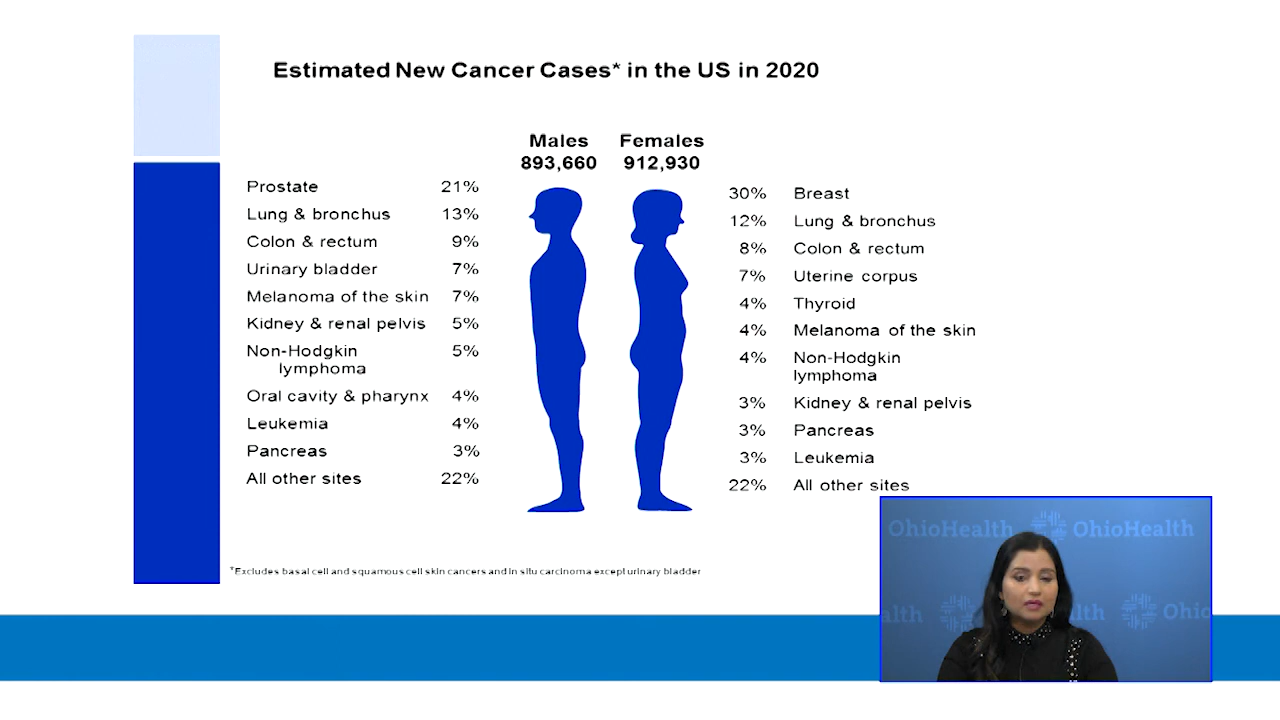 Estimated New Cancer Cases* in the US in 2020
Males
893,660
Females
912,930
Prostate 21%
Lung & bronchus 13%
Colon & rectum 9%
Urinary bladder 7%
Melanoma of the skin 7%
Kidney & renal pelvis 5%
Non-Hodgkin 5%
lymphoma
Oral cavity & pharynx 4%
Leukemia 4%
Pancreas 3%
All other sites 22%
30% Breast
12% Lung & bronchus
8% Colon & rectum
7% Uterine corpus
4% Thyroid
4% Melanoma of the skin
4% Non-Hodgkin
lymphoma
3% Kidney & renal pelvis
3% Pancreas
3% Leukemia
22% All other sites
*Excludes basal cell and squamous cell skin cancers and in situ carcinoma except urinary bladder
OhioHealth OhioHealth
alth lth Ohio